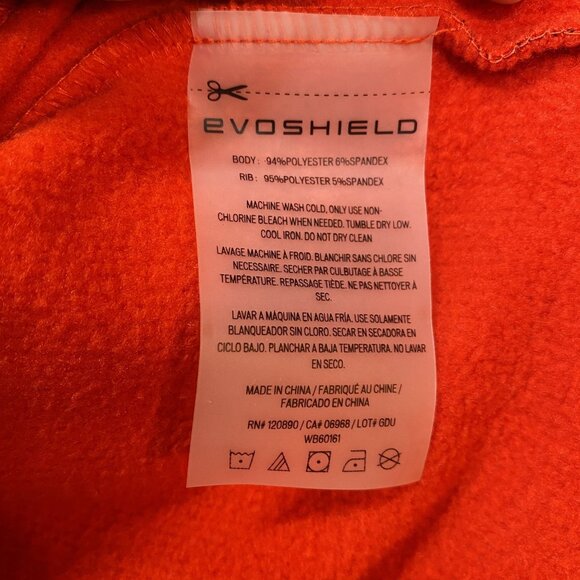 evoshield
BODY : 94%POLYESTER 6%SPANDEX
RIB : 95%POLYESTER 5%SPANDEX
MACHINE WASH COLD, ONLY USE NON-
CHLORINE BLEACH WHEN NEEDED. TUMBLE DRY LOW.
COOL IRON. DO NOT DRY CLEAN
LAVAGE MACHINE À FROID. BLANCHIR SANS CHLORE SIN
NECESSAIRE. SECHER PAR CULBUTAGE À BASSE
TEMPÉRATURE. REPASSAGE TIÈDE. NE PAS NETTOYER À
SEC.
LAVAR A MÀQUINA EN AGUA FRÍA. USE SOLAMENTE
BLANQUEADOR SIN CLORO. SECAR EN SECADORA EN
CICLO BAJO. PLANCHAR A BAJA TEMPERATURA. NO LAVAR
EN SECO.
MADE IN CHINA / FABRIQUÉ AU CHINE /
FABRICADO EN CHINA
RN# 120890 / CA# 06968 / LOT# GDU
WB60161